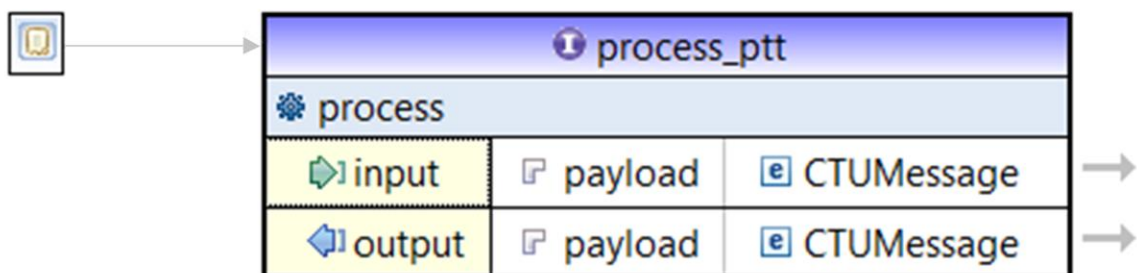 process_ptt
process
input payload CTUMessage
output payload CTUMessage